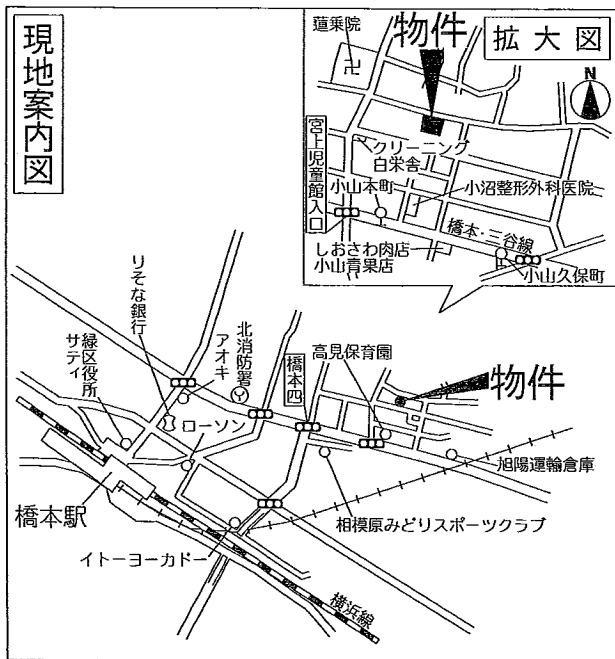 現地案内図
拡大図
N
蓮乗院
物件
宮上児童館入口
クリーニング
白栄舎
小山本町
小沼整形外科医院
橋本・三谷線
しおさわ肉店
小山青果店
小山久保町
りそな銀行
北消防署
アオキ
緑区役所
サティ
橋本四
高見保育園
物件
ローソン
旭陽運輸倉庫
橋本駅
相模原みどりスポーツクラブ
イトーヨーカドー
横浜線